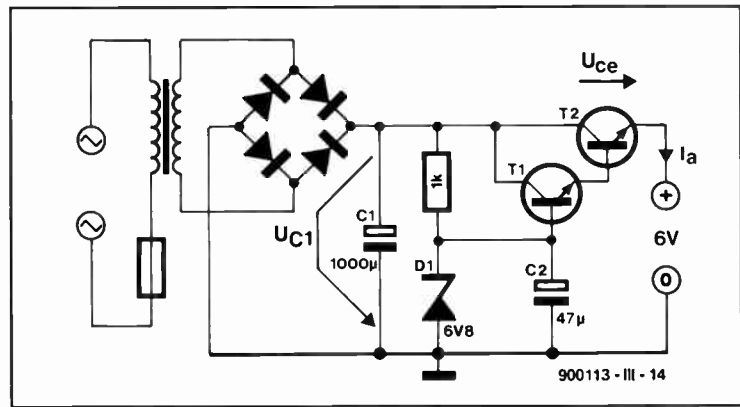 Uce
T2
T1
Ia
1k
UC1
C1
1000µ
6V
D1
C2
0
6V8
47µ
900113 - III - 14